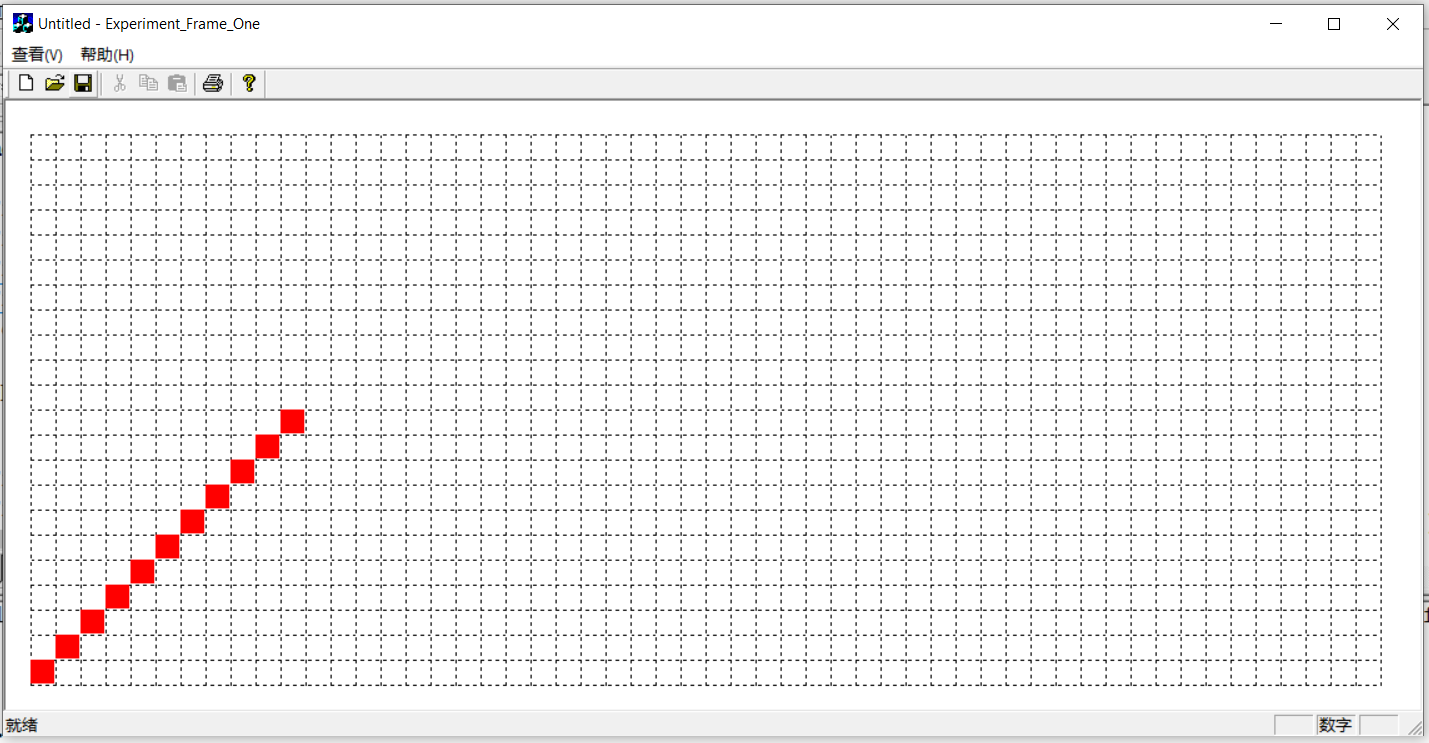 Untitled - Experiment_Frame_One
查看(V) 帮助(H)
就绪 数字